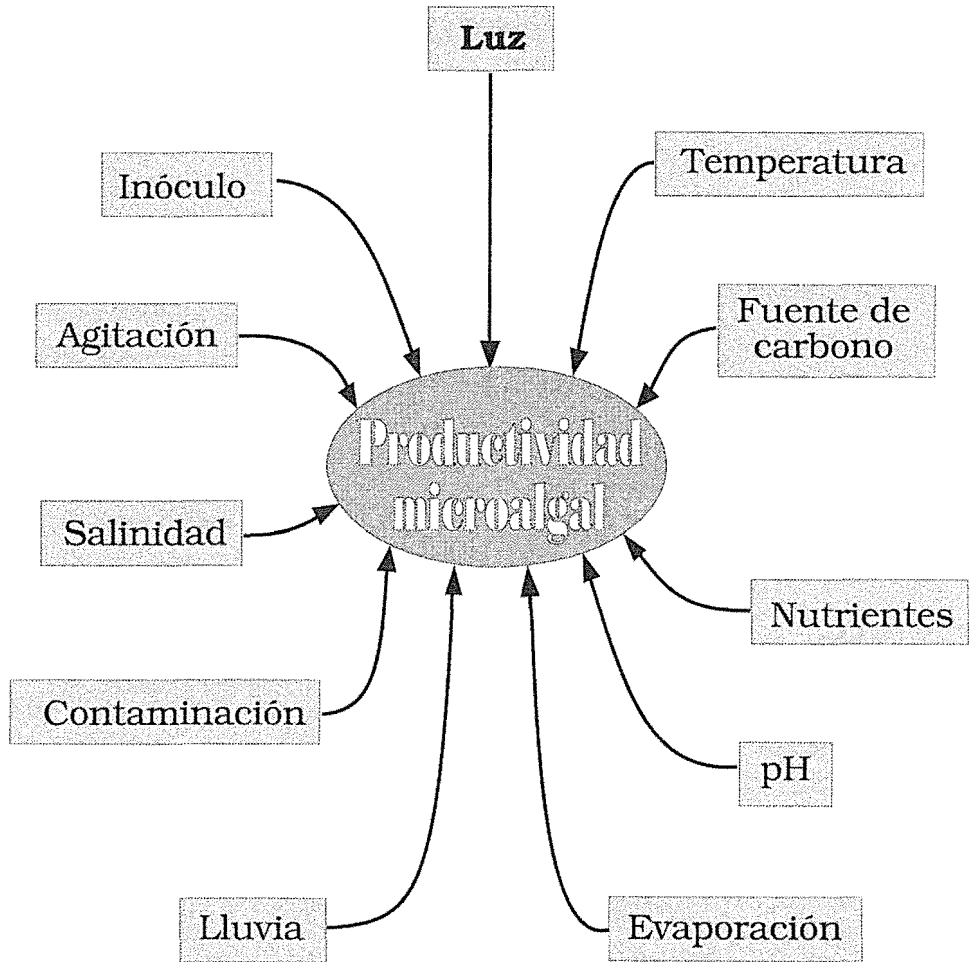 Luz
Inóculo
Temperatura
Agitación
Fuente de
carbono
Productividad
microalgal
Salinidad
Nutrientes
Contaminación
pH
Lluvia
Evaporación